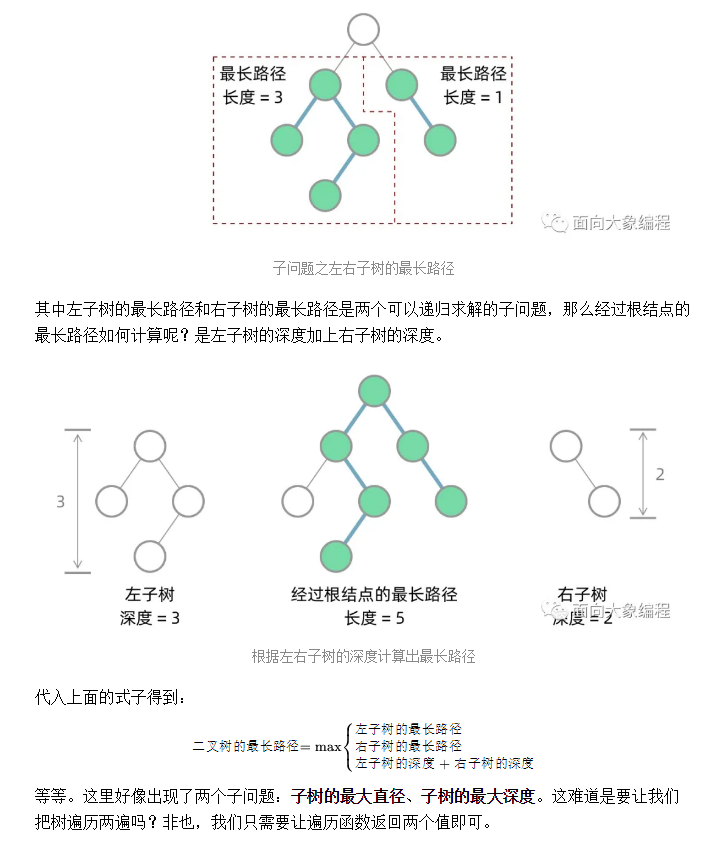 最长路径
长度 = 3
最长路径
长度 = 1
面向大象编程
子问题之左右子树的最长路径
其中左子树的最长路径和右子树的最长路径是两个可以递归求解的子问题，那么经过根结点的
最长路径如何计算呢？是左子树的深度加上右子树的深度。
3
2
左子树
深度 = 3
经过根结点的最长路径
长度 = 5
右子树
深度 = 2
面向大象编程
根据左右子树的深度计算出最长路径
代入上面的式子得到：
左子树的最长路径
二叉树的最长路径= max{右子树的最长路径
左子树的深度 + 右子树的深度
等等。这里好像出现了两个子问题：子树的最大直径、子树的最大深度。这难道是要让我们
把树遍历两遍吗？非也，我们只需要让遍历函数返回两个值即可。